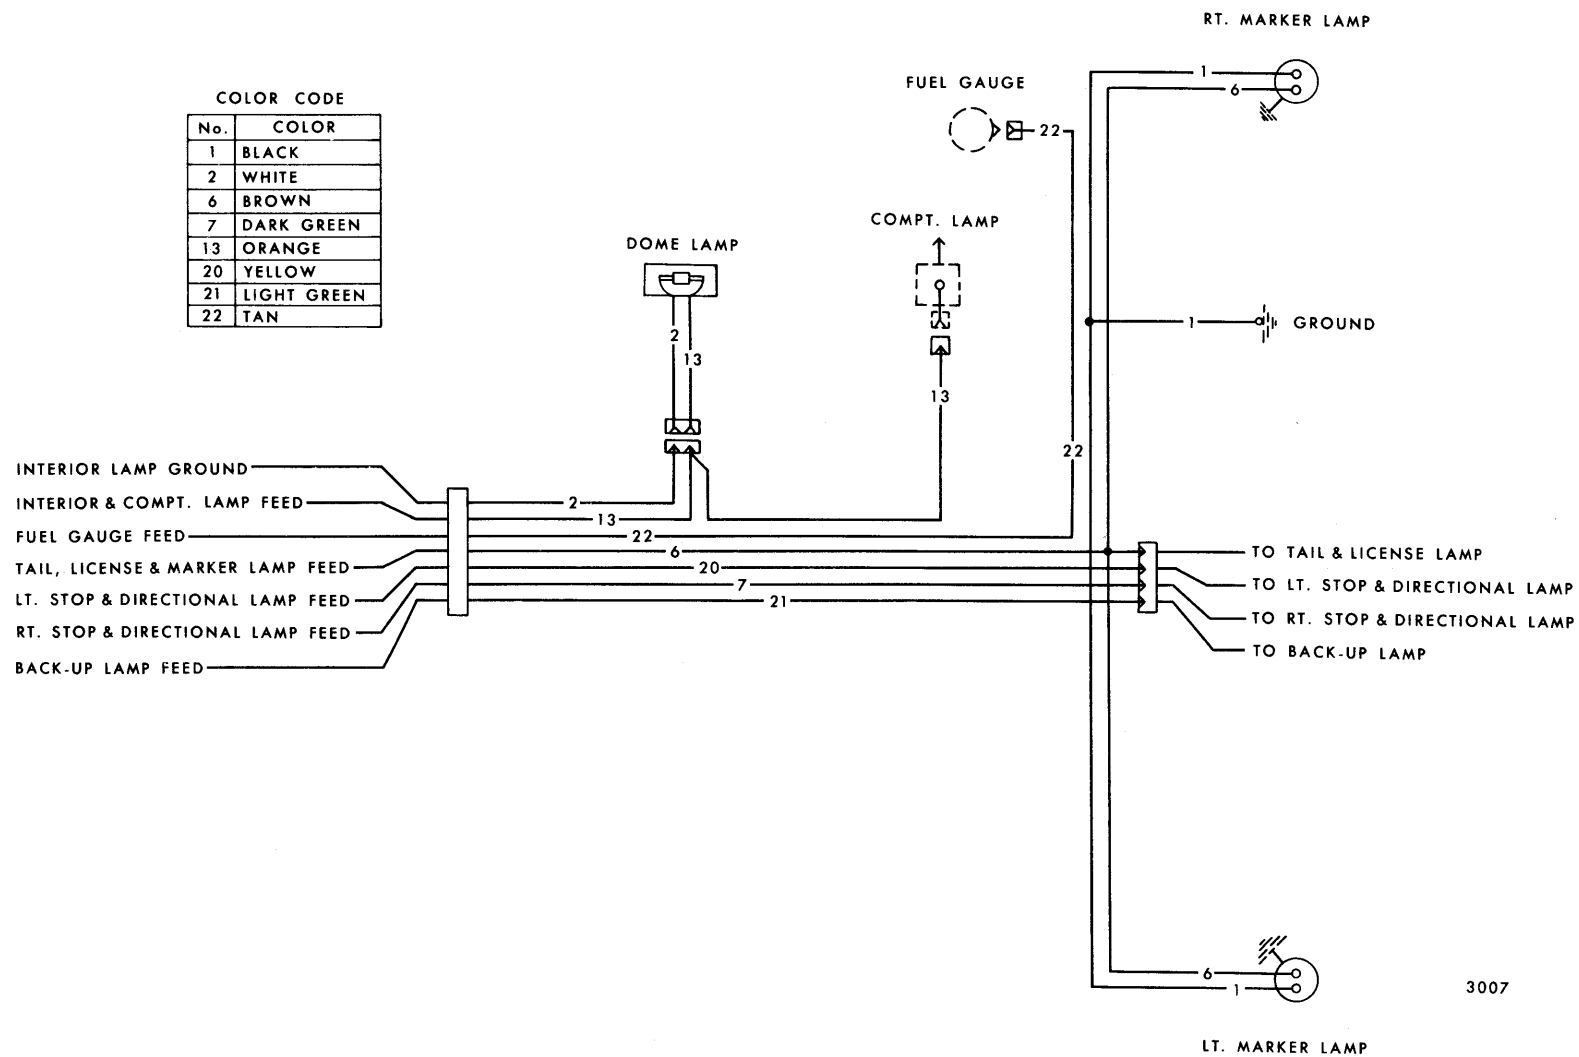 RT. MARKER LAMP
FUEL GAUGE
COLOR CODE
No. COLOR
1 BLACK
2 WHITE
6 BROWN
7 DARK GREEN
13 ORANGE
20 YELLOW
21 LIGHT GREEN
22 TAN
1
6
22
COMPT. LAMP
DOME LAMP
2
13
13
1
GROUND
22
INTERIOR LAMP GROUND
INTERIOR & COMPT. LAMP FEED
FUEL GAUGE FEED
TAIL, LICENSE & MARKER LAMP FEED
LT. STOP & DIRECTIONAL LAMP FEED
RT. STOP & DIRECTIONAL LAMP FEED
BACK-UP LAMP FEED
2
13
22
6
20
7
21
TO TAIL & LICENSE LAMP
TO LT. STOP & DIRECTIONAL LAMP
TO RT. STOP & DIRECTIONAL LAMP
TO BACK-UP LAMP
6
1
3007
LT. MARKER LAMP